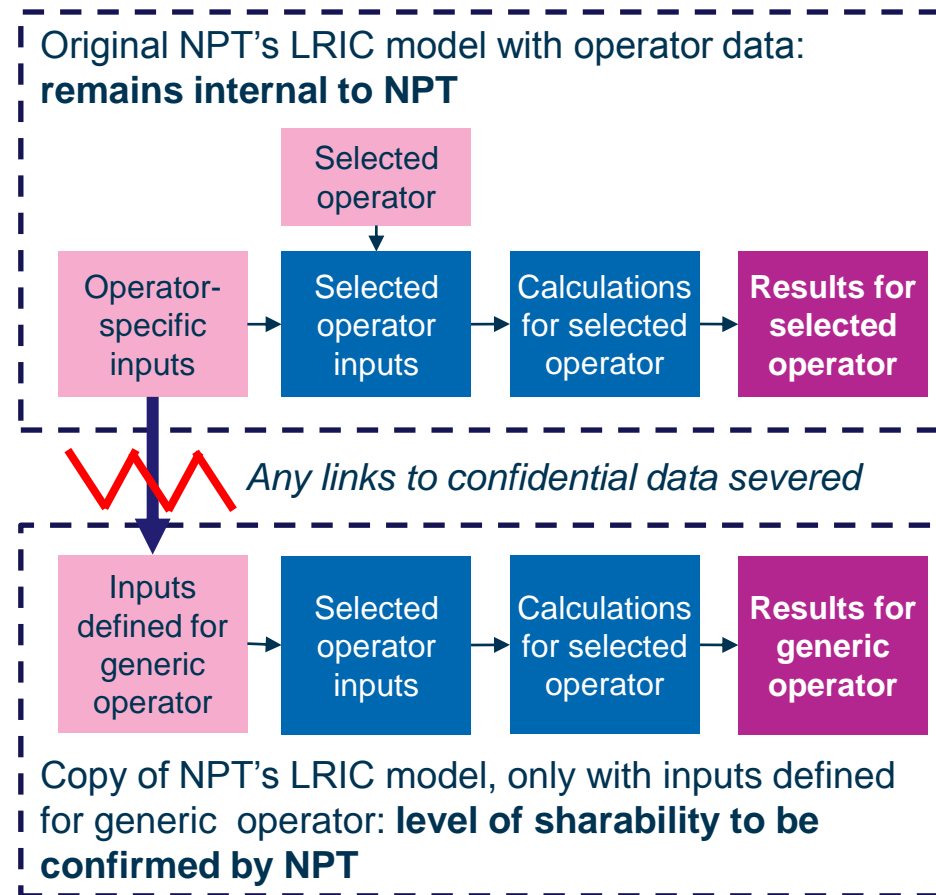 Original NPT’s LRIC model with operator data:
remains internal to NPT
Selected
operator
Operator-
specific
inputs
Selected
operator
inputs
Calculations
for selected
operator
Results for
selected
operator
Any links to confidential data severed
Inputs
defined for
generic
operator
Selected
operator
inputs
Calculations
for selected
operator
Results for
generic
operator
Copy of NPT’s LRIC model, only with inputs defined
for generic operator: level of sharability to be
confirmed by NPT